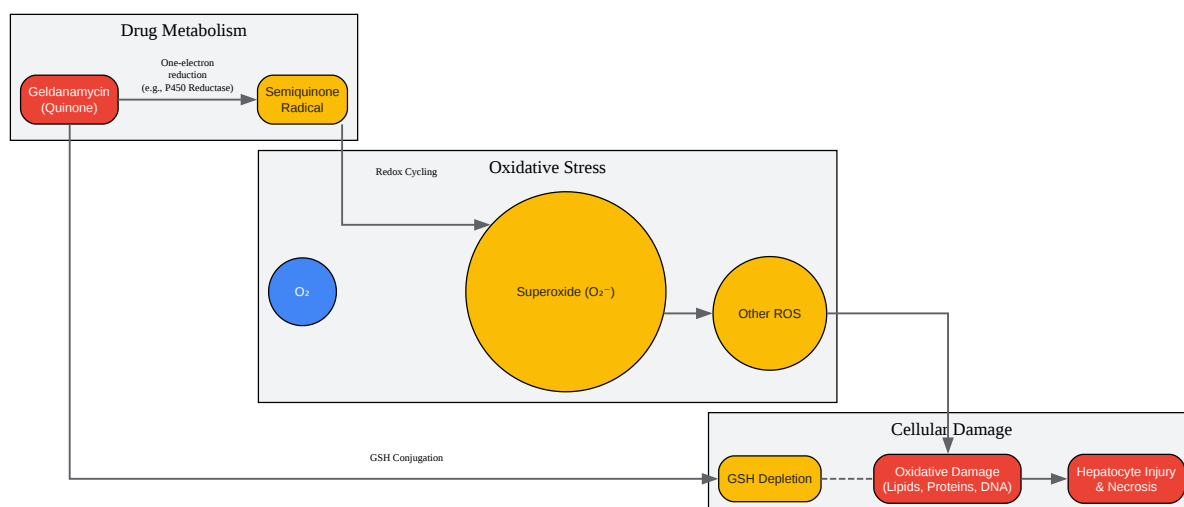 Drug Metabolism
One-electron
reduction
(e.g., P450 Reductase)
Geldanamycin
(Quinone)
Semiquinone
Radical
Oxidative Stress
Redox Cycling
O₂
Superoxide (O₂⁻)
Other ROS
Cellular Damage
GSH Conjugation
GSH Depletion
Oxidative Damage
(Lipids, Proteins, DNA)
Hepatocyte Injury
& Necrosis